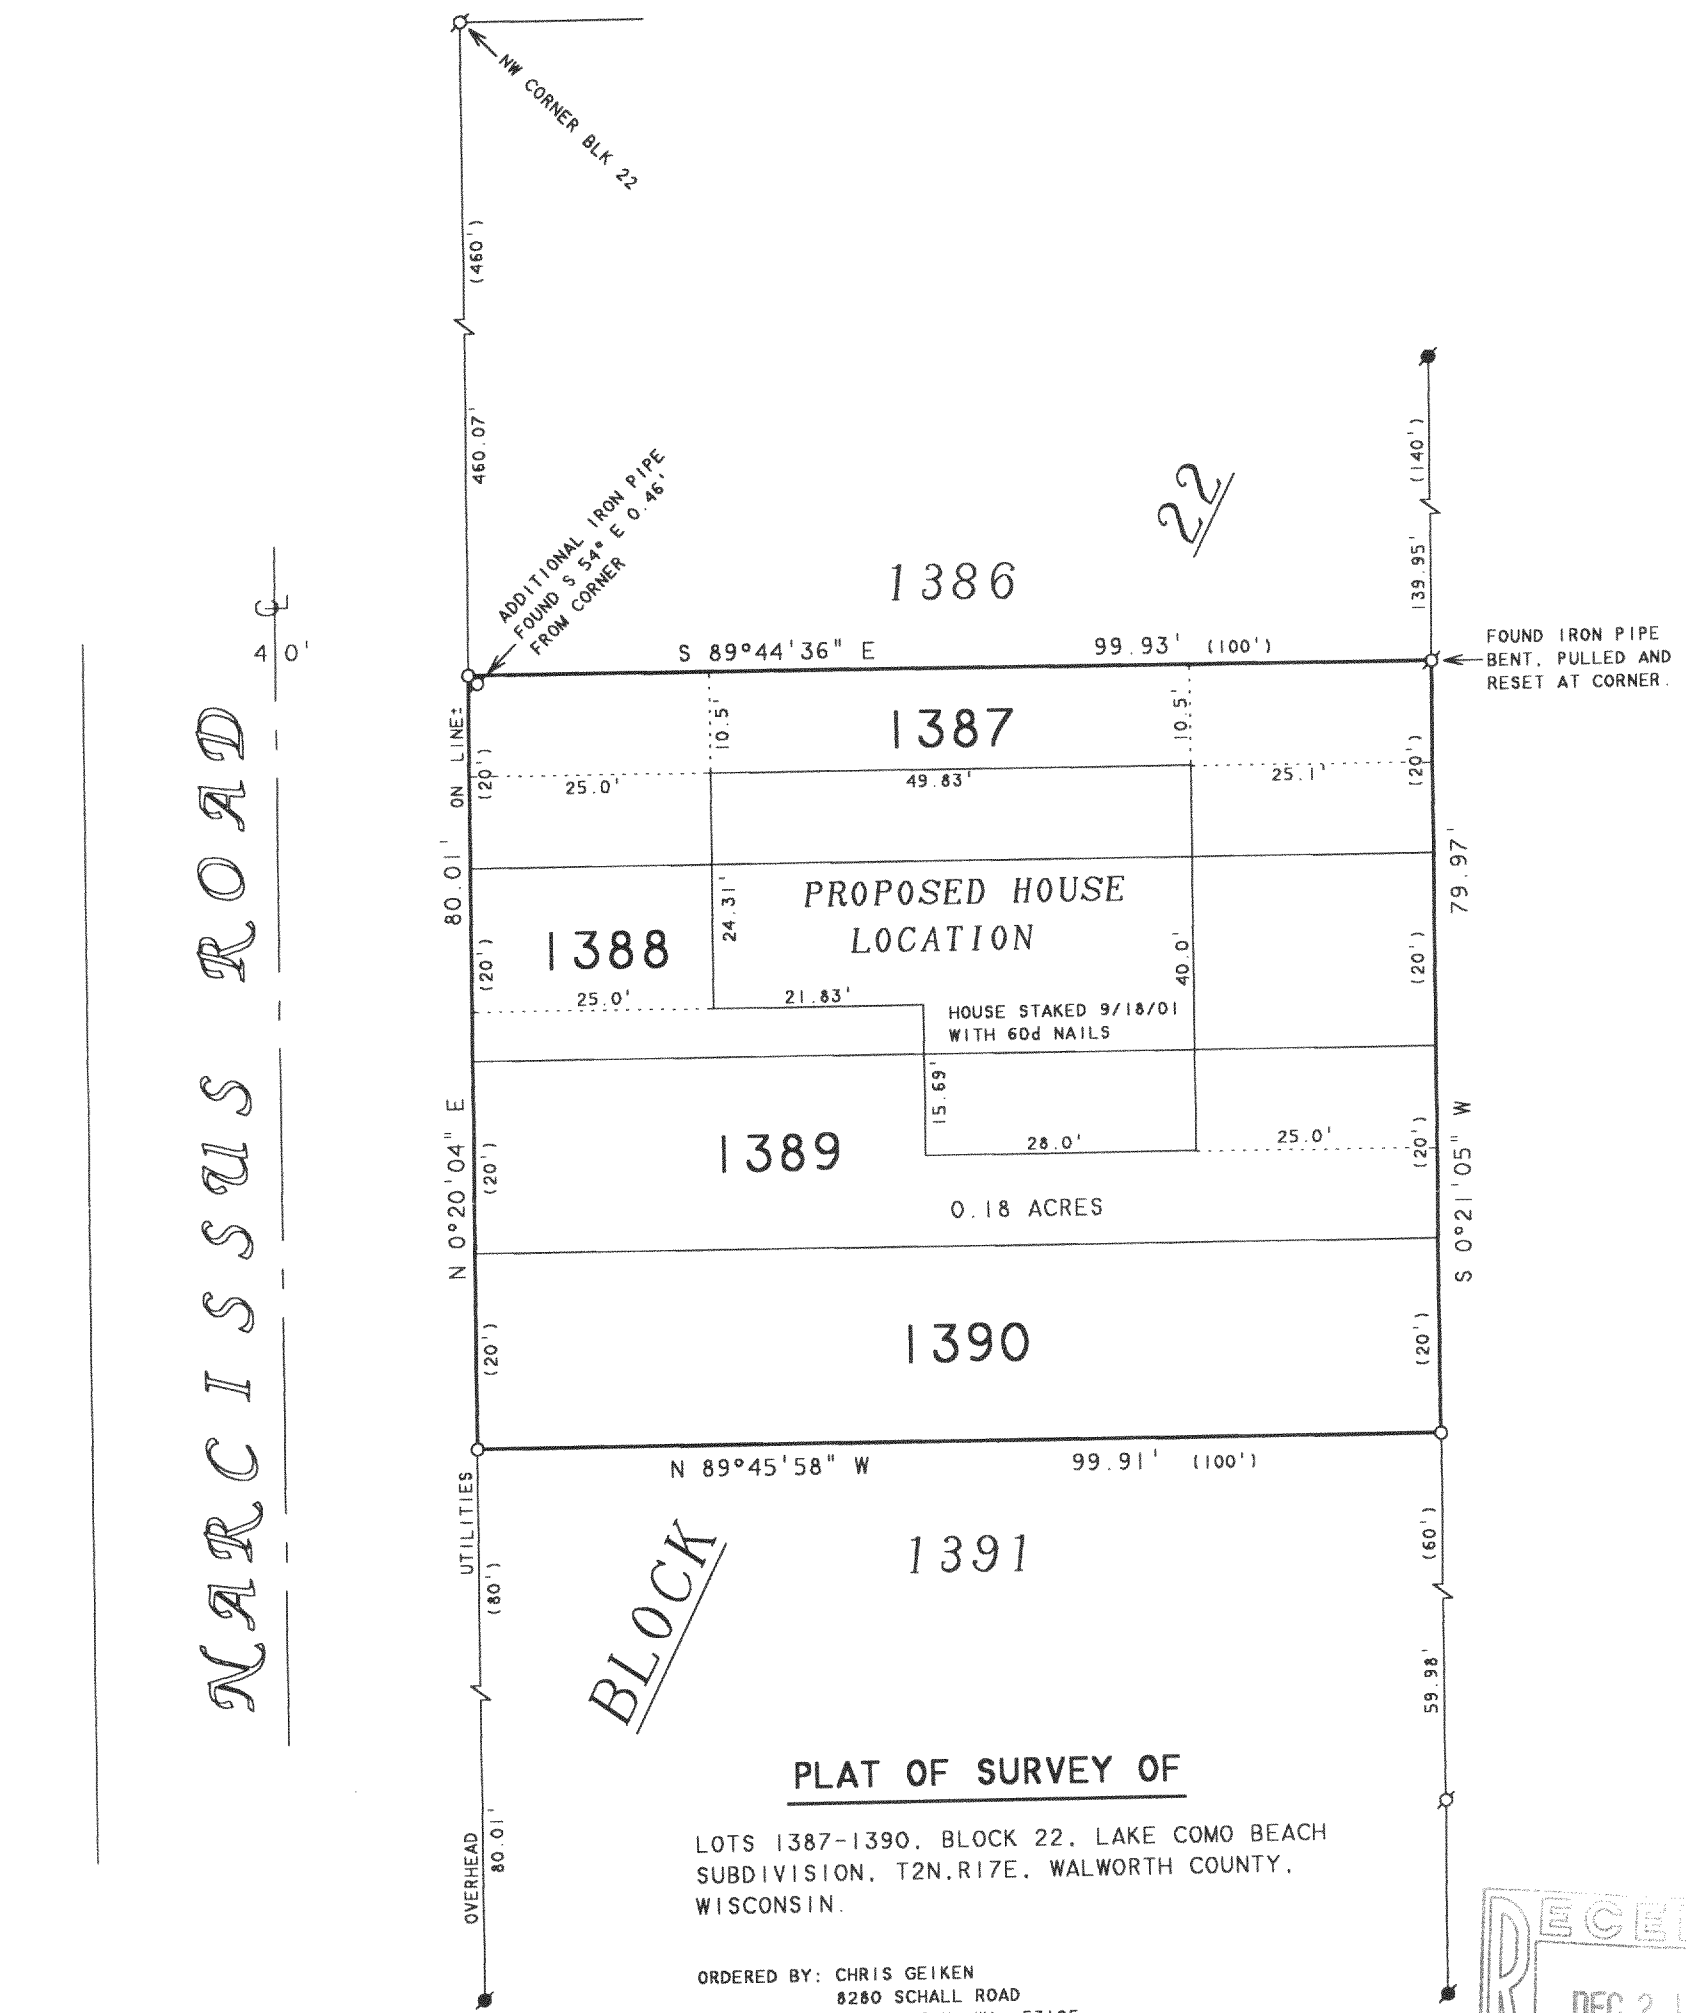 NW CORNER BLK 22
(460')
460.07'
(140')
139.95'
ADDITIONAL IRON PIPE
FOUND S 54° E 0.46'
FROM CORNER
22
1386
40'
S 89°44'36" E 99.93' (100')
FOUND IRON PIPE
BENT, PULLED AND
RESET AT CORNER.
NARCISSUS ROAD
ON LINE±
(20')
10.5'
1387
10.5'
(20')
25.0'
49.83'
25.1'
80.01'
79.97'
24.31'
PROPOSED HOUSE
LOCATION
1388
(20')
40.0'
(20')
25.0'
21.83'
HOUSE STAKED 9/18/01
WITH 60d NAILS
15.69'
N 0°20'04" E
(20')
1389
28.0'
25.0'
(20')
S 0°21'05" W
0.18 ACRES
(20')
1390
(20')
N 89°45'58" W 99.91' (100')
UTILITIES
(80')
BLOCK
1391
(60')
59.98'
PLAT OF SURVEY OF
OVERHEAD
80.01'
LOTS 1387-1390, BLOCK 22, LAKE COMO BEACH
SUBDIVISION, T2N,R17E, WALWORTH COUNTY,
WISCONSIN.
ORDERED BY: CHRIS GEIKEN
8280 SCHALL ROAD
RECEI
DEC 2